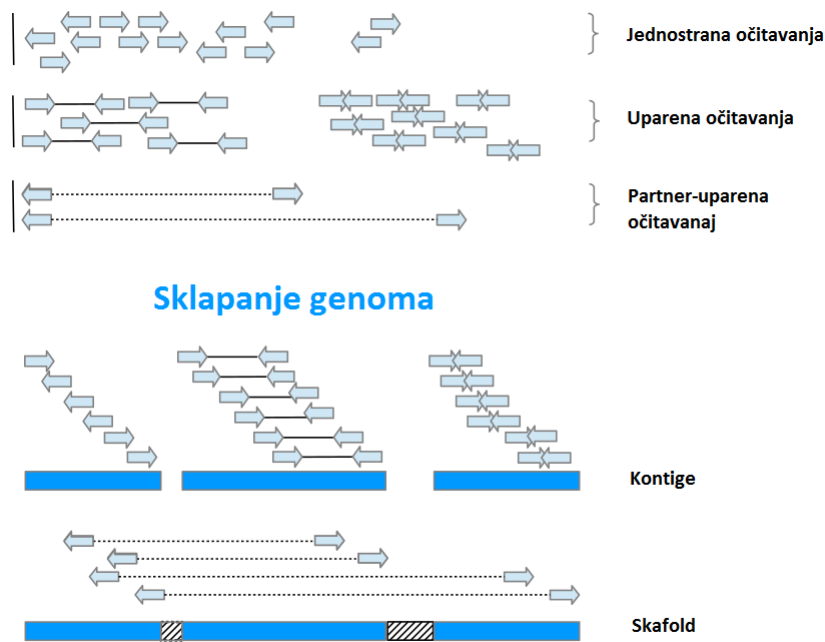 Jednostrana očitavanja
Uparena očitavanja
Partner-uparena
očitavanaj
Sklapanje genoma
Kontige
Skafold